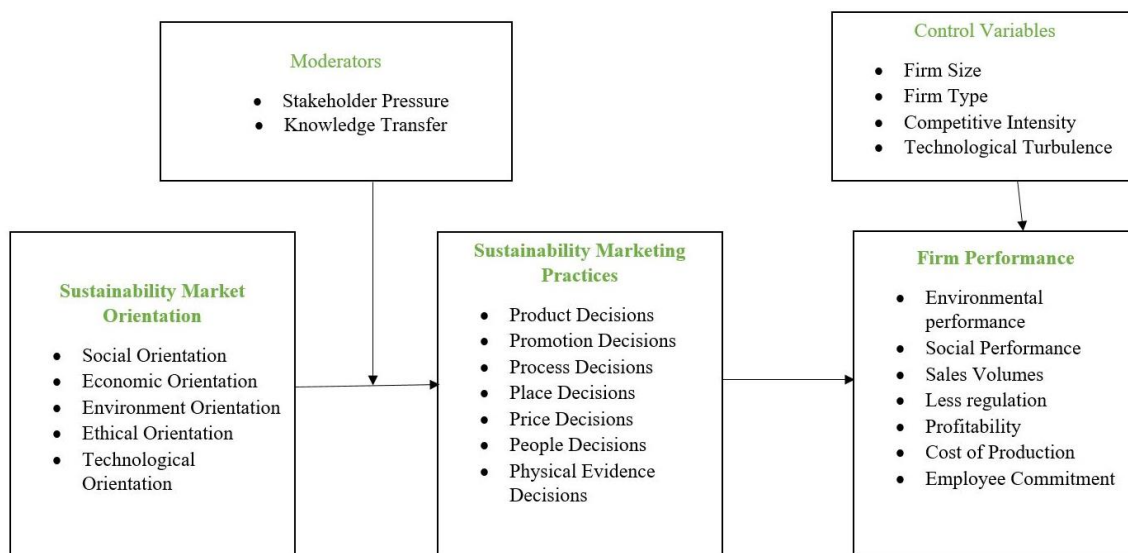 Moderators
• Stakeholder Pressure
• Knowledge Transfer
Control Variables
• Firm Size
• Firm Type
• Competitive Intensity
• Technological Turbulence
Sustainability Market
Orientation
• Social Orientation
• Economic Orientation
• Environment Orientation
• Ethical Orientation
• Technological
Orientation
Sustainability Marketing
Practices
• Product Decisions
• Promotion Decisions
• Process Decisions
• Place Decisions
• Price Decisions
• People Decisions
• Physical Evidence
Decisions
Firm Performance
• Environmental
performance
• Social Performance
• Sales Volumes
• Less regulation
• Profitability
• Cost of Production
• Employee Commitment